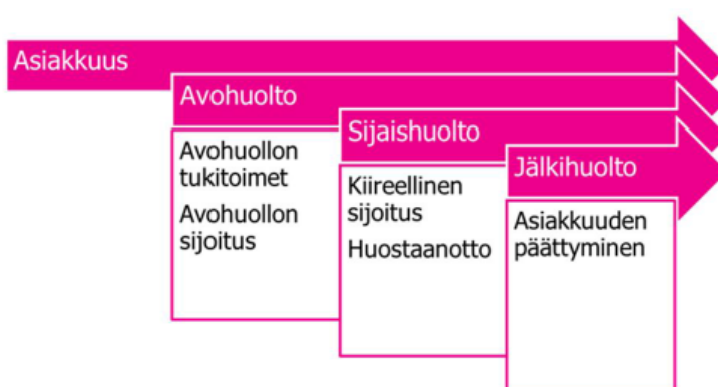 Asiakkuus
Avohuolto
Avohuollon
tukitoimet
Avohuollon
sijoitus
Sijaishuolto
Kiireellinen
sijoitus
Huostaanotto
Jälkihuolto
Asiakkuuden
päättyminen